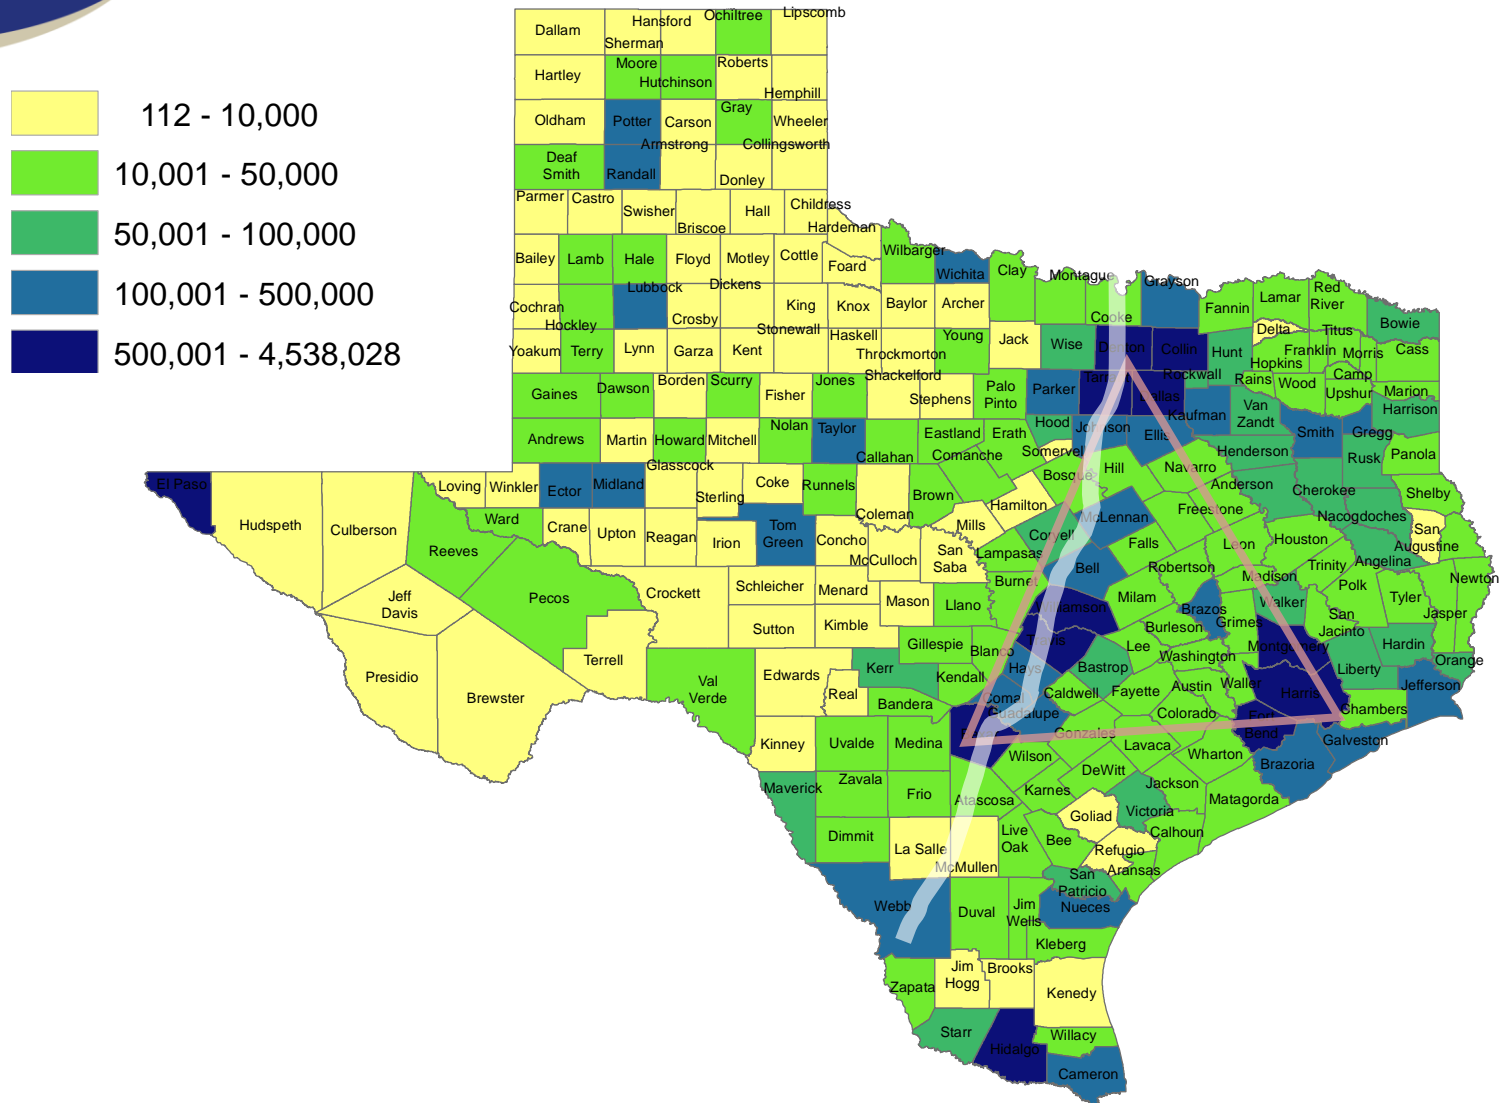 112 - 10,000
10,001 - 50,000
50,001 - 100,000
100,001 - 500,000
500,001 - 4,538,028
Dallam
Sherman
Hansford
Ochiltree
Lipscomb
Hartley
Moore
Hutchinson
Roberts
Hemphill
Oldham
Potter
Carson
Gray
Wheeler
Deaf
Smith
Randall
Armstrong
Donley
Collingsworth
Parmer
Castro
Swisher
Briscoe
Hall
Childress
Hardeman
Bailey
Lamb
Hale
Floyd
Motley
Cottle
Foard
Wilbarger
Wichita
Clay
Montague
Cooke
Grayson
Fannin
Lamar
Red
River
Bowie
Cochran
Hockley
Lubbock
Crosby
Dickens
King
Knox
Baylor
Archer
Delta
Titus
Yoakum
Terry
Lynn
Garza
Kent
Stonewall
Haskell
Throckmorton
Young
Jack
Wise
Denton
Collin
Hunt
Rockwall
Hopkins
Franklin
Morris
Cass
Camp
Gaines
Dawson
Borden
Scurry
Fisher
Jones
Shackelford
Stephens
Palo
Pinto
Parker
Dallas
Kaufman
Rains
Wood
Upshur
Marion
Harrison
Van
Zandt
Andrews
Martin
Howard
Mitchell
Nolan
Taylor
Callahan
Eastland
Erath
Hood
Johnson
Ellis
Smith
Gregg
Somervell
Comanche
Henderson
Rusk
Panola
El Paso
Hudspeth
Culberson
Loving
Winkler
Ector
Midland
Glasscock
Sterling
Coke
Runnels
Coleman
Brown
Hamilton
Bosque
Hill
Navarro
Anderson
Cherokee
Shelby
Reeves
Ward
Crane
Upton
Reagan
Irion
Tom
Green
Concho
McCulloch
Mills
San
Saba
Lampasas
Coryell
McLennan
Falls
Freestone
Leon
Houston
Nacogdoches
San
Augustine
Angelina
Trinity
Jeff
Davis
Pecos
Crockett
Schleicher
Menard
Mason
Llano
Burnet
Bell
Milam
Robertson
Madison
Polk
Tyler
Newton
Jasper
Sutton
Kimble
Williamson
Brazos
Grimes
Walker
San
Jacinto
Hardin
Orange
Presidio
Brewster
Terrell
Val
Verde
Edwards
Real
Kerr
Gillespie
Blanco
Travis
Hays
Bastrop
Lee
Burleson
Washington
Montgomery
Liberty
Jefferson
Kendall
Bandera
Comal
Guadalupe
Caldwell
Fayette
Austin
Waller
Harris
Chambers
Colorado
Kinney
Uvalde
Medina
Wilson
Gonzales
Lavaca
Wharton
Bend
Galveston
Brazoria
Maverick
Zavala
Frio
Atascosa
Karnes
DeWitt
Jackson
Matagorda
Victoria
Dimmit
La Salle
McMullen
Live
Oak
Bee
Goliad
Calhoun
Refugio
Aransas
Webb
Duval
Jim
Wells
San
Patricio
Nueces
Kleberg
Zapata
Jim
Hogg
Brooks
Kenedy
Starr
Hidalgo
Willacy
Cameron